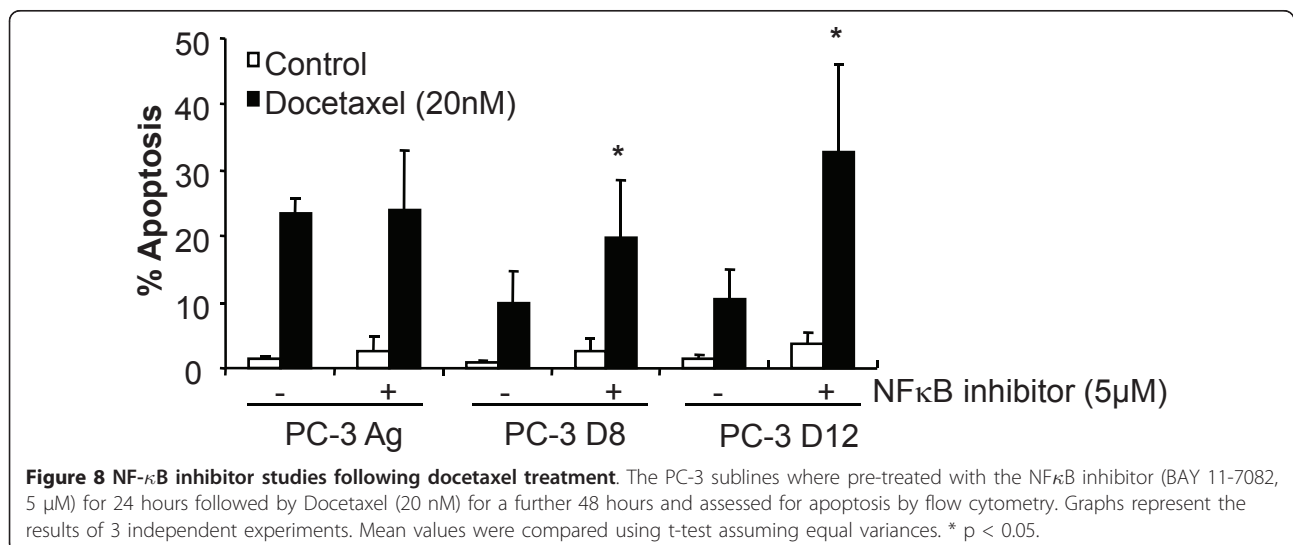 50
40
30
20
10
0
% Apoptosis
Control
Docetaxel (20nM)
*
*
- + - + - + NFκB inhibitor (5μM)
PC-3 Ag PC-3 D8 PC-3 D12
Figure 8 NF-κB inhibitor studies following docetaxel treatment. The PC-3 sublines where pre-treated with the NFκB inhibitor (BAY 11-7082,
5 μM) for 24 hours followed by Docetaxel (20 nM) for a further 48 hours and assessed for apoptosis by flow cytometry. Graphs represent the
results of 3 independent experiments. Mean values were compared using t-test assuming equal variances. * p < 0.05.